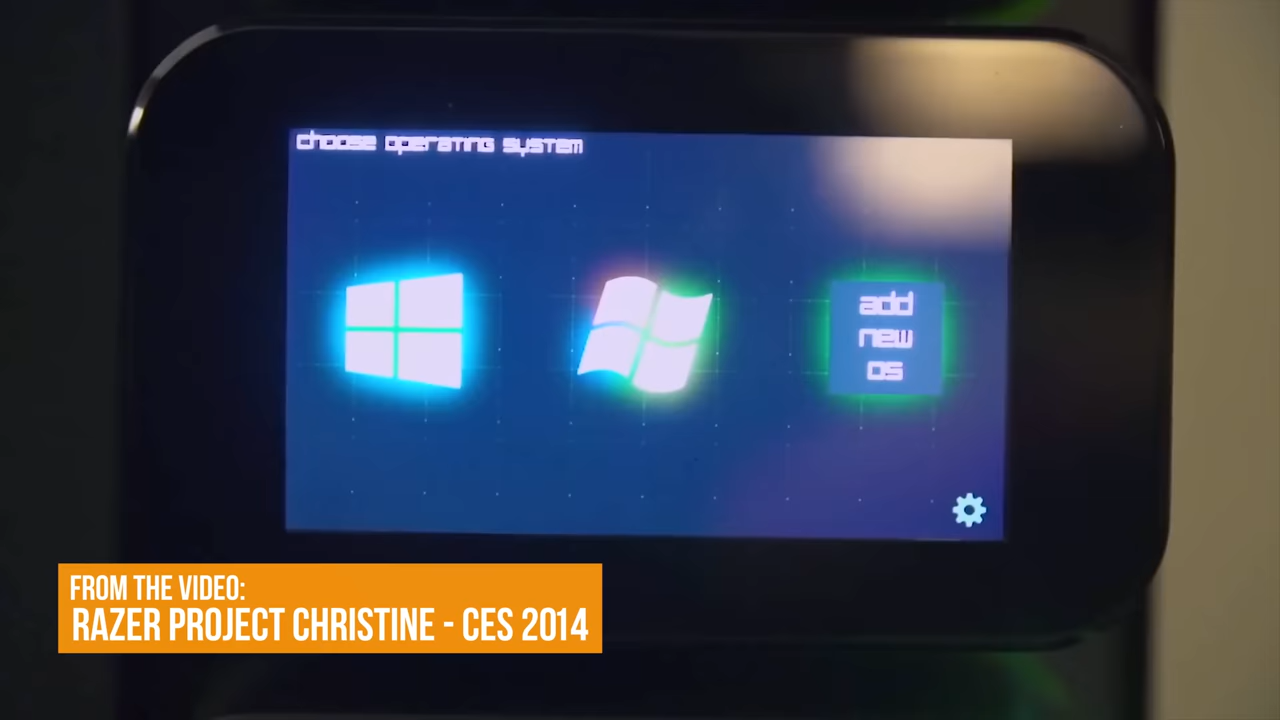 choose operating system
add
new
os
FROM THE VIDEO:
RAZER PROJECT CHRISTINE - CES 2014